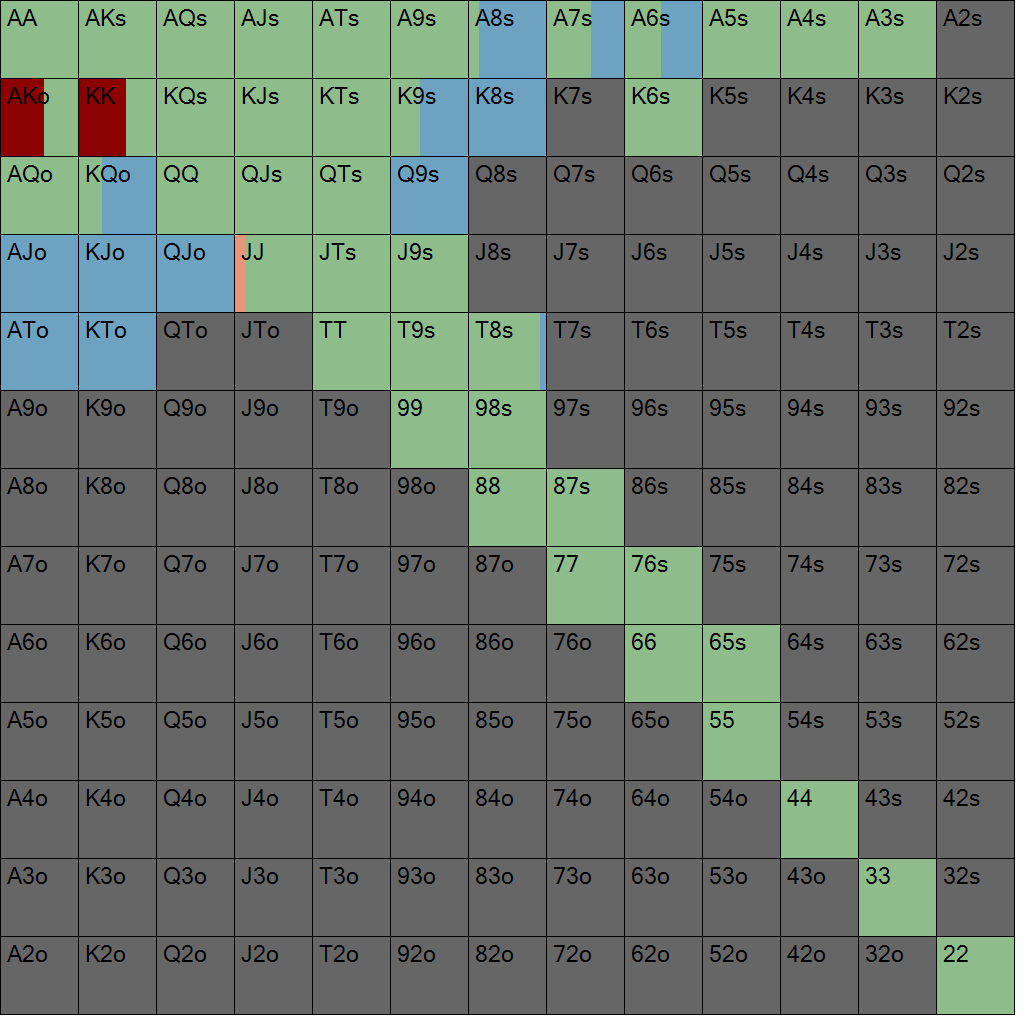 AA AKs AQs AJs ATs A9s A8s A7s A6s A5s A4s A3s A2s
AKo KK KQs KJs KTs K9s K8s K7s K6s K5s K4s K3s K2s
AQo KQo QQ QJs QTs Q9s Q8s Q7s Q6s Q5s Q4s Q3s Q2s
AJo KJo QJo JJ JTs J9s J8s J7s J6s J5s J4s J3s J2s
ATo KTo QTo JTo TT T9s T8s T7s T6s T5s T4s T3s T2s
A9o K9o Q9o J9o T9o 99 98s 97s 96s 95s 94s 93s 92s
A8o K8o Q8o J8o T8o 98o 88 87s 86s 85s 84s 83s 82s
A7o K7o Q7o J7o T7o 97o 87o 77 76s 75s 74s 73s 72s
A6o K6o Q6o J6o T6o 96o 86o 76o 66 65s 64s 63s 62s
A5o K5o Q5o J5o T5o 95o 85o 75o 65o 55 54s 53s 52s
A4o K4o Q4o J4o T4o 94o 84o 74o 64o 54o 44 43s 42s
A3o K3o Q3o J3o T3o 93o 83o 73o 63o 53o 43o 33 32s
A2o K2o Q2o J2o T2o 92o 82o 72o 62o 52o 42o 32o 22